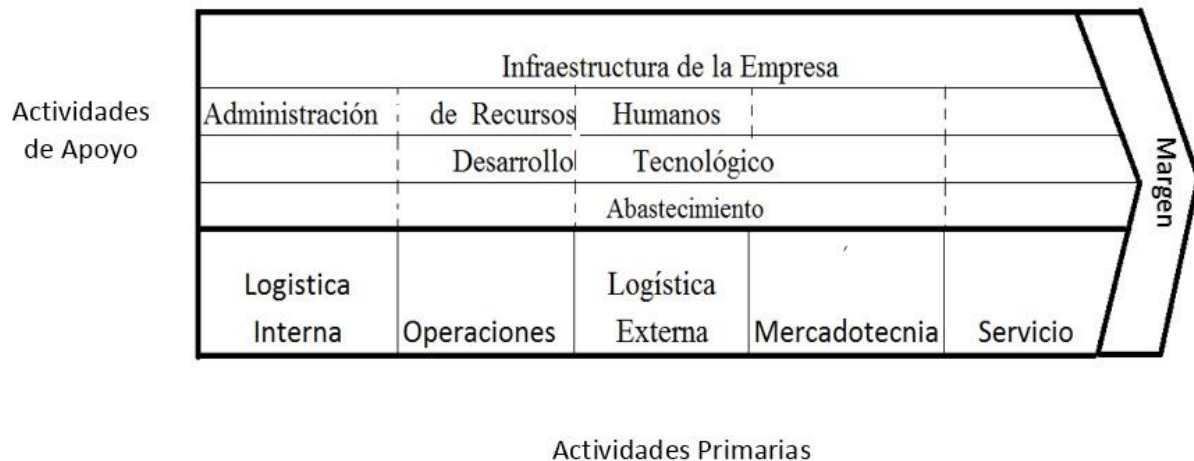 Infraestructura de la Empresa
Actividades
de Apoyo
Administración de Recursos Humanos
Desarrollo Tecnológico
Abastecimiento
Margen
Logistica
Interna
Operaciones
Logística
Externa
Mercadotecnia
Servicio
Actividades Primarias